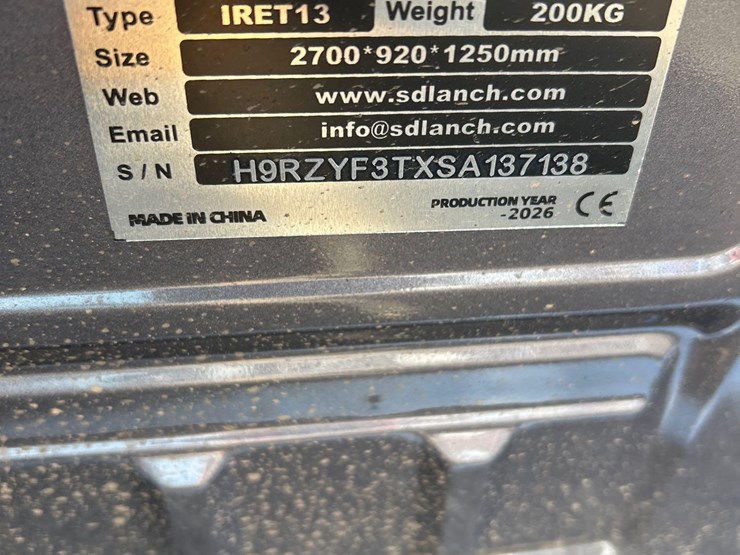 Type IRET13 Weight 200KG
Size 2700*920*1250mm
Web www.sdlanch.com
Email info@sdlanch.com
S/N H9RZYF3TXSA137138
MADE iN CHINA PRODUCTION YEAR
-2026 CE